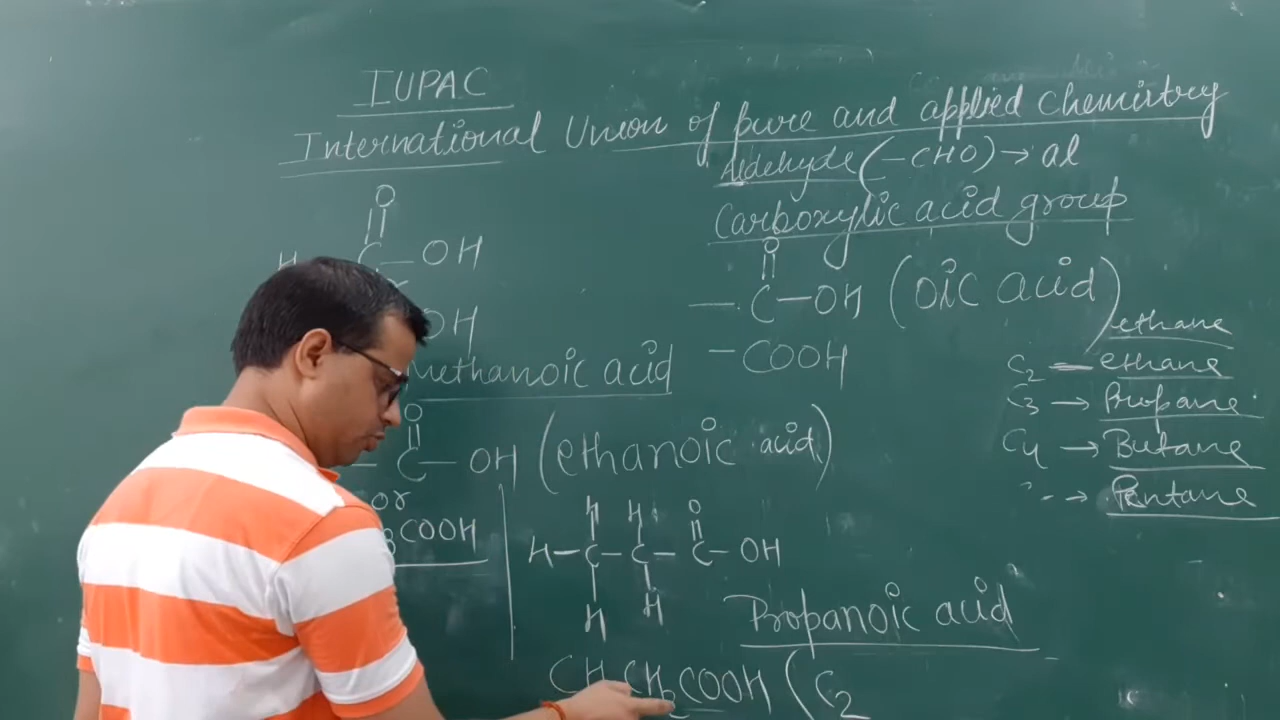 IUPAC
International Union of pure and applied Chemistry
Aldehyde (-CHO) → al
Carboxylic acid group
O
O
C - OH
- C - OH (oic acid)
OH
- COOH
ethane
C2 ethane
C3 → Propane
C4 → Butane
→ Pentane
methanoic acid
O
- C - OH (ethanoic acid)
or
COOH
H H O
H - C - C - C - OH
H H
Propanoic acid
CH CH2COOH (C2